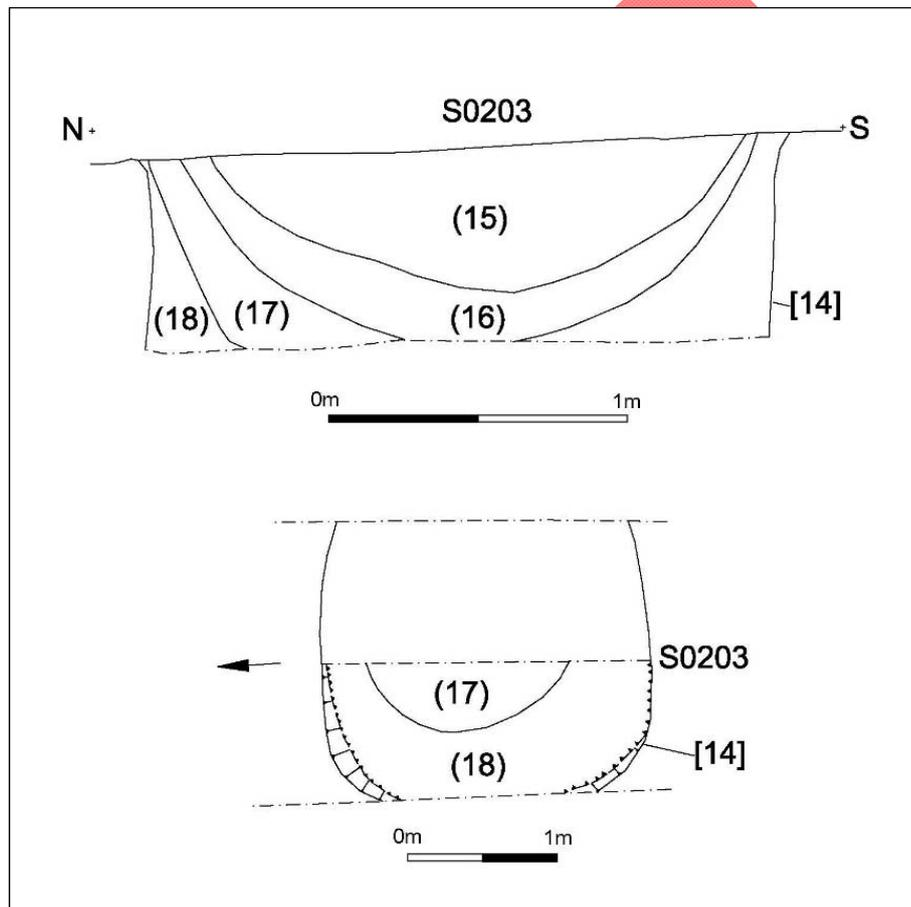 S0203
N
S
(15)
(18)
(17)
(16)
[14]
0m 1m
S0203
(17)
(18)
[14]
0m 1m